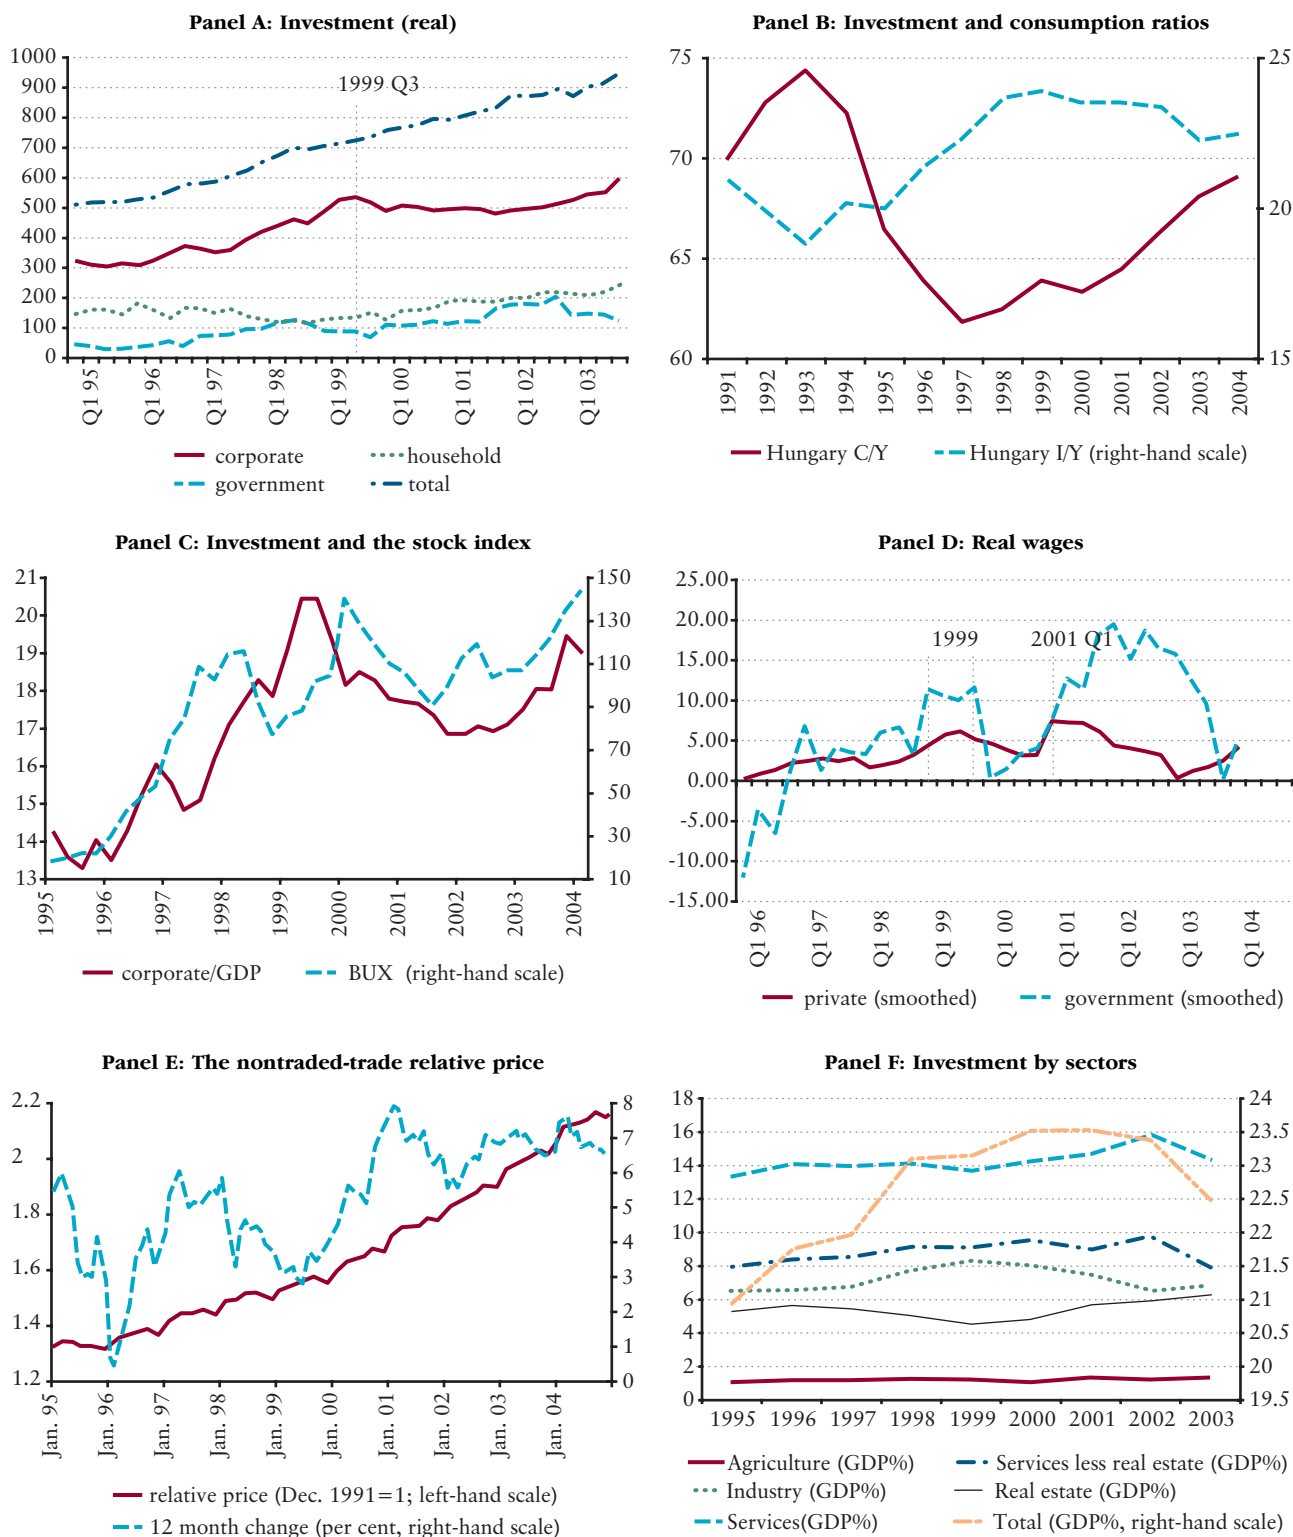 Panel A: Investment (real)
1000
900
800
700
600
500
400
300
200
100
0
1999 Q3
Q1 95
Q1 96
Q1 97
Q1 98
Q1 99
Q1 00
Q1 01
Q1 02
Q1 03
corporate
household
government
total
Panel B: Investment and consumption ratios
75
70
65
60
25
20
15
1991
1992
1993
1994
1995
1996
1997
1998
1999
2000
2001
2002
2003
2004
Hungary C/Y
Hungary I/Y (right-hand scale)
Panel C: Investment and the stock index
21
20
19
18
17
16
15
14
13
150
130
110
90
70
50
30
10
1995
1996
1997
1998
1999
2000
2001
2002
2003
2004
corporate/GDP
BUX (right-hand scale)
Panel D: Real wages
25.00
20.00
15.00
10.00
5.00
0.00
-5.00
-10.00
-15.00
1999
2001 Q1
Q1 96
Q1 97
Q1 98
Q1 99
Q1 00
Q1 01
Q1 02
Q1 03
Q1 04
private (smoothed)
government (smoothed)
Panel E: The nontraded-trade relative price
2.2
2
1.8
1.6
1.4
1.2
8
7
6
5
4
3
2
1
0
Jan. 95
Jan. 96
Jan. 97
Jan. 98
Jan. 99
Jan. 00
Jan. 01
Jan. 02
Jan. 03
Jan. 04
relative price (Dec. 1991=1; left-hand scale)
12 month change (per cent, right-hand scale)
Panel F: Investment by sectors
18
16
14
12
10
8
6
4
2
0
24
23.5
23
22.5
22
21.5
21
20.5
20
19.5
1995 1996 1997 1998 1999 2000 2001 2002 2003
Agriculture (GDP%)
Services less real estate (GDP%)
Industry (GDP%)
Real estate (GDP%)
Services(GDP%)
Total (GDP%, right-hand scale)